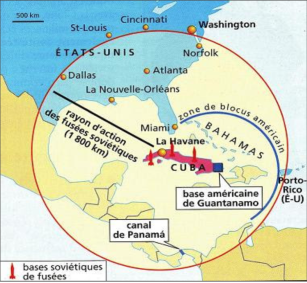 500 km
Cincinnati
St-Louis
Washington
ÉTATS-UNIS
Norfolk
Dallas
Atlanta
La Nouvelle-Orléans
rayon d'action
des fusées soviétiques
(1 800 km)
Miami
zone de blocus américain
BAHAMAS
La Havane
CUBA
Porto-
Rico
(É-U)
base américaine
de Guantanamo
canal
de Panamá
bases soviétiques
de fusées